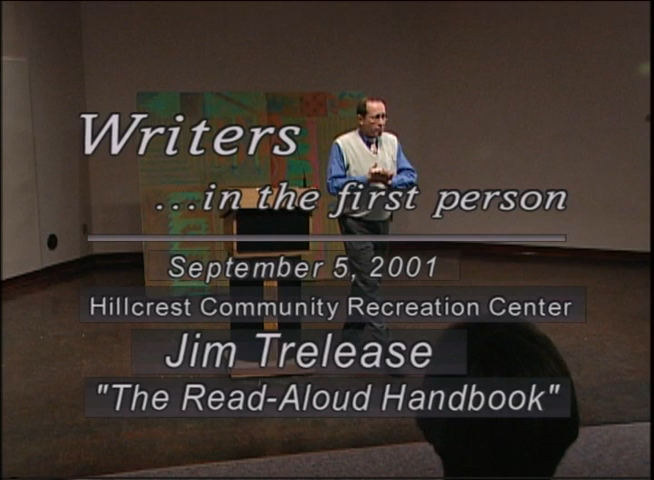 Writers
...in the first person
September 5, 2001
Hillcrest Community Recreation Center
Jim Trelease
"The Read-Aloud Handbook"